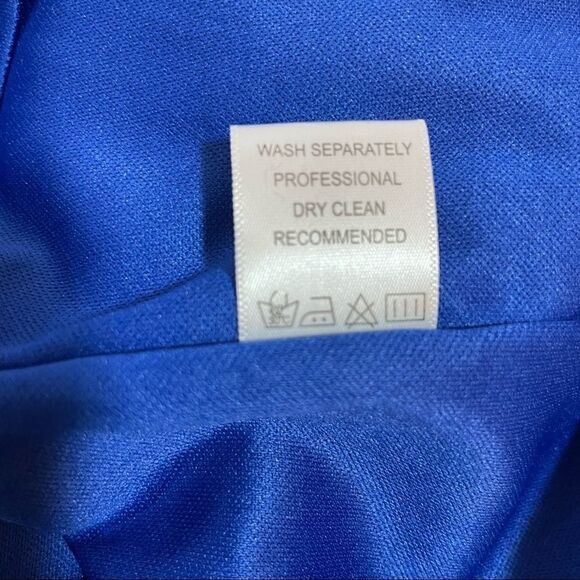 WASH SEPARATELY
PROFESSIONAL
DRY CLEAN
RECOMMENDED